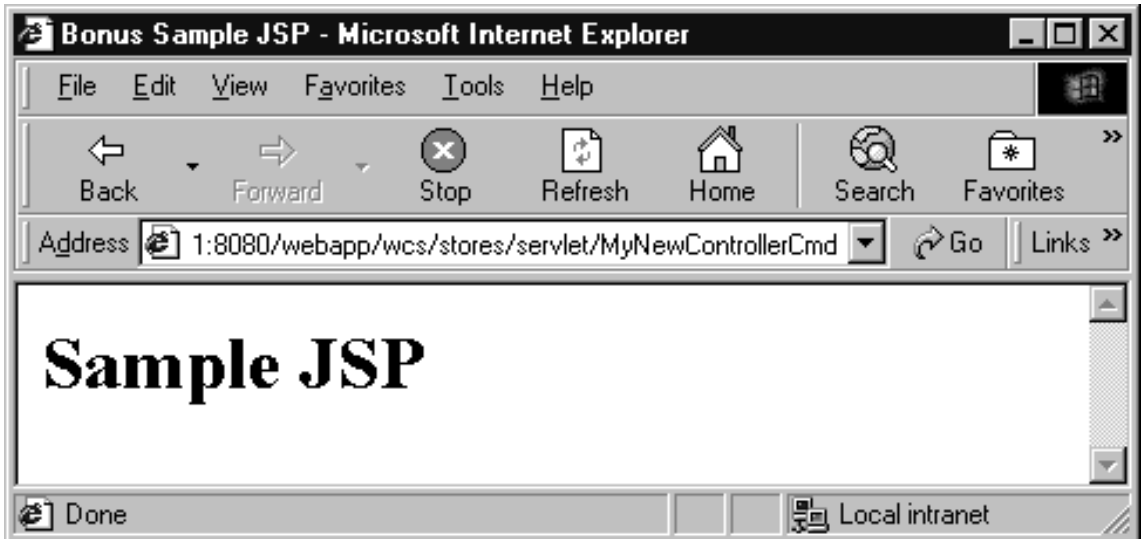 Bonus Sample JSP - Microsoft Internet Explorer
File Edit View Favorites Tools Help
Back Forward Stop Refresh Home Search Favorites »
Address 1:8080/webapp/wcs/stores/servlet/MyNewControllerCmd Go Links »
Sample JSP
Done Local intranet